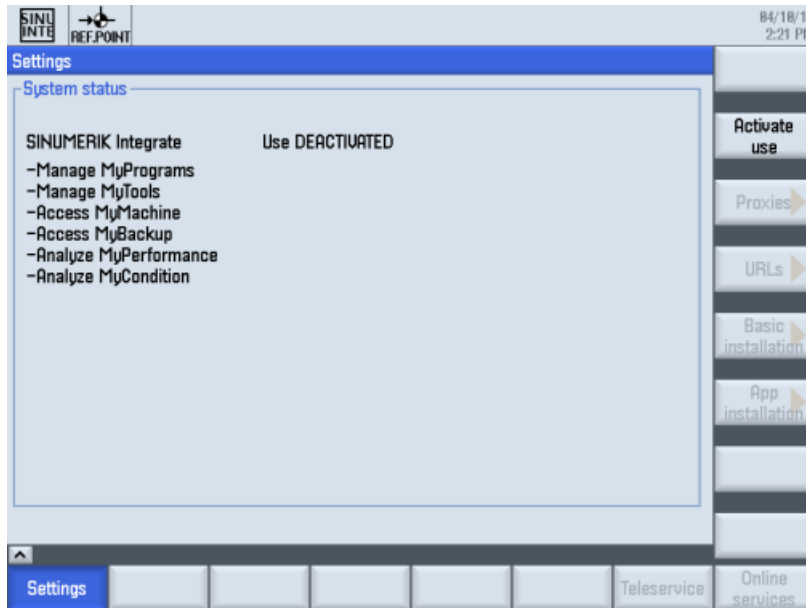 SINU
INTE
REF.POINT
04/18/1
2:21 P
Settings
System status
SINUMERIK Integrate Use DEACTIVATED
-Manage MyPrograms
-Manage MyTools
-Access MyMachine
-Access MyBackup
-Analyze MyPerformance
-Analyze MyCondition
Activate
use
Proxies
URLs
Basic
installation
App
installation
Settings
Teleservice
Online
services